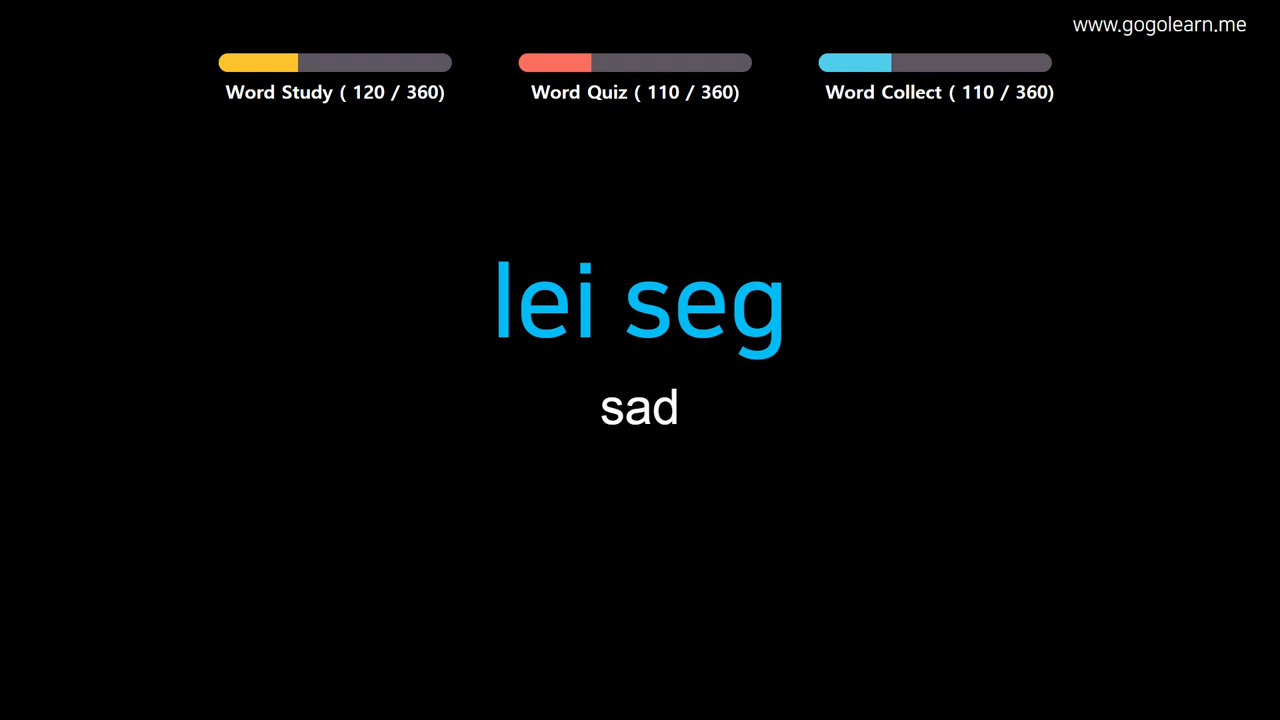 www.gogolearn.me
Word Study ( 120 / 360)
Word Quiz ( 110 / 360)
Word Collect ( 110 / 360)
lei seg
sad